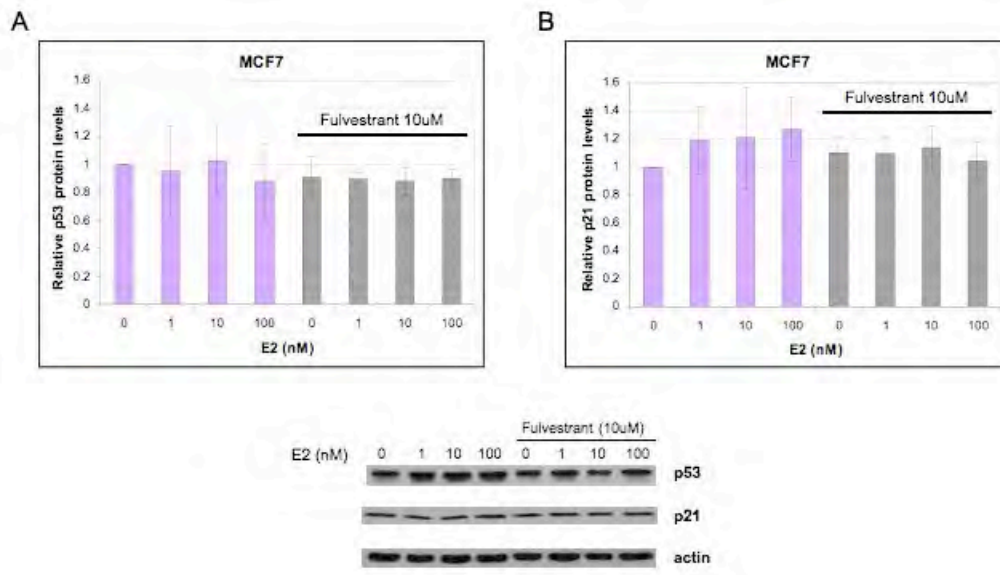 A
MCF7
Relative p53 protein levels
1.6
1.4
1.2
1
0.8
0.6
0.4
0.2
0
Fulvestrant 10uM
0 1 10 100 0 1 10 100
E2 (nM)
B
MCF7
Relative p21 protein levels
1.6
1.4
1.2
1
0.8
0.6
0.4
0.2
0
Fulvestrant 10uM
0 1 10 100 0 1 10 100
E2 (nM)
Fulvestrant (10uM)
E2 (nM) 0 1 10 100 0 1 10 100
p53
p21
actin